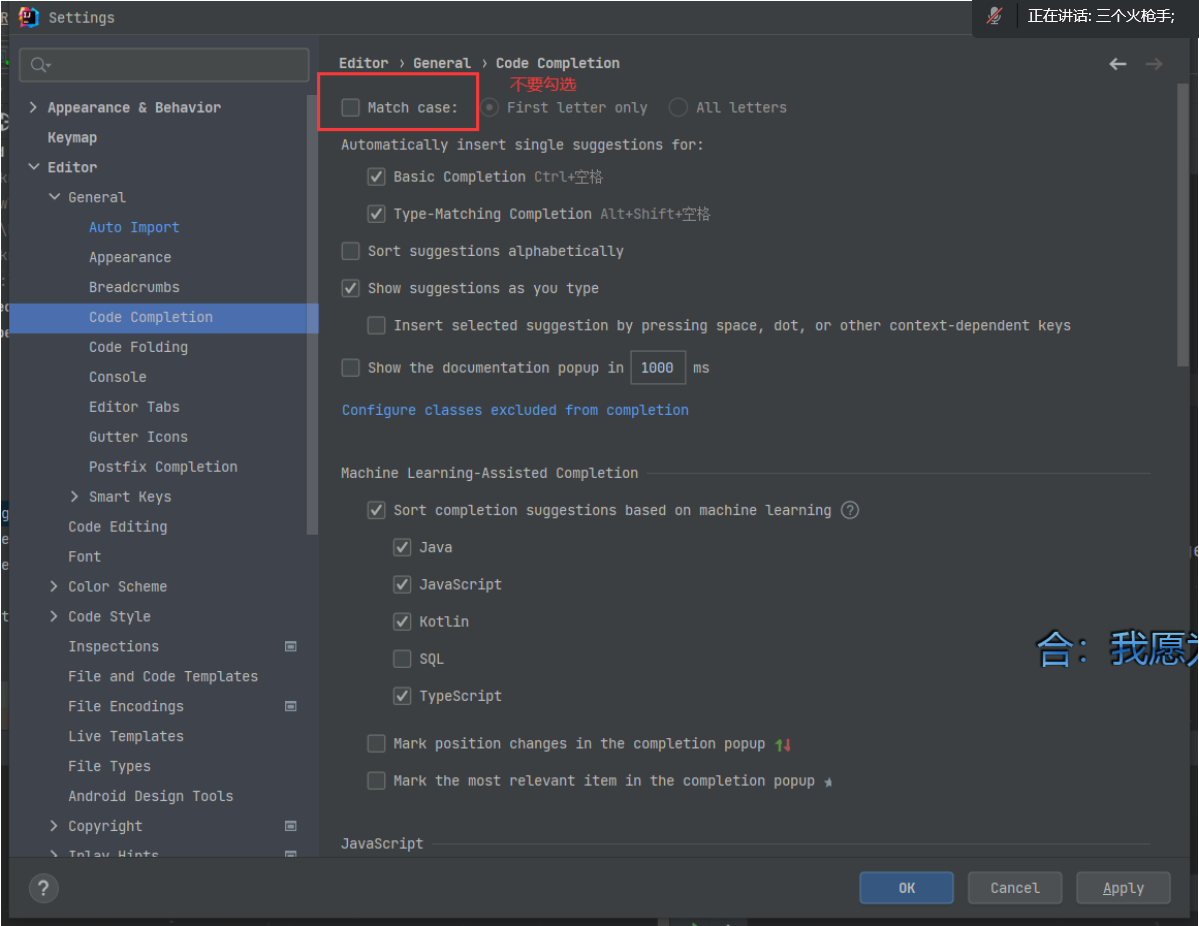 Settings
正在讲话: 三个火枪手;
Editor › General › Code Completion
不要勾选
Match case: First letter only All letters
Automatically insert single suggestions for:
Basic Completion Ctrl+空格
Type-Matching Completion Alt+Shift+空格
Sort suggestions alphabetically
Show suggestions as you type
Insert selected suggestion by pressing space, dot, or other context-dependent keys
Show the documentation popup in 1000 ms
Configure classes excluded from completion
Machine Learning-Assisted Completion
Sort completion suggestions based on machine learning
Java
JavaScript
Kotlin
SQL
TypeScript
Mark position changes in the completion popup
Mark the most relevant item in the completion popup
JavaScript
Appearance & Behavior
Keymap
Editor
General
Auto Import
Appearance
Breadcrumbs
Code Completion
Code Folding
Console
Editor Tabs
Gutter Icons
Postfix Completion
Smart Keys
Code Editing
Font
Color Scheme
Code Style
Inspections
File and Code Templates
File Encodings
Live Templates
File Types
Android Design Tools
Copyright
Inlay Hints
合：我愿为
?
OK
Cancel
Apply